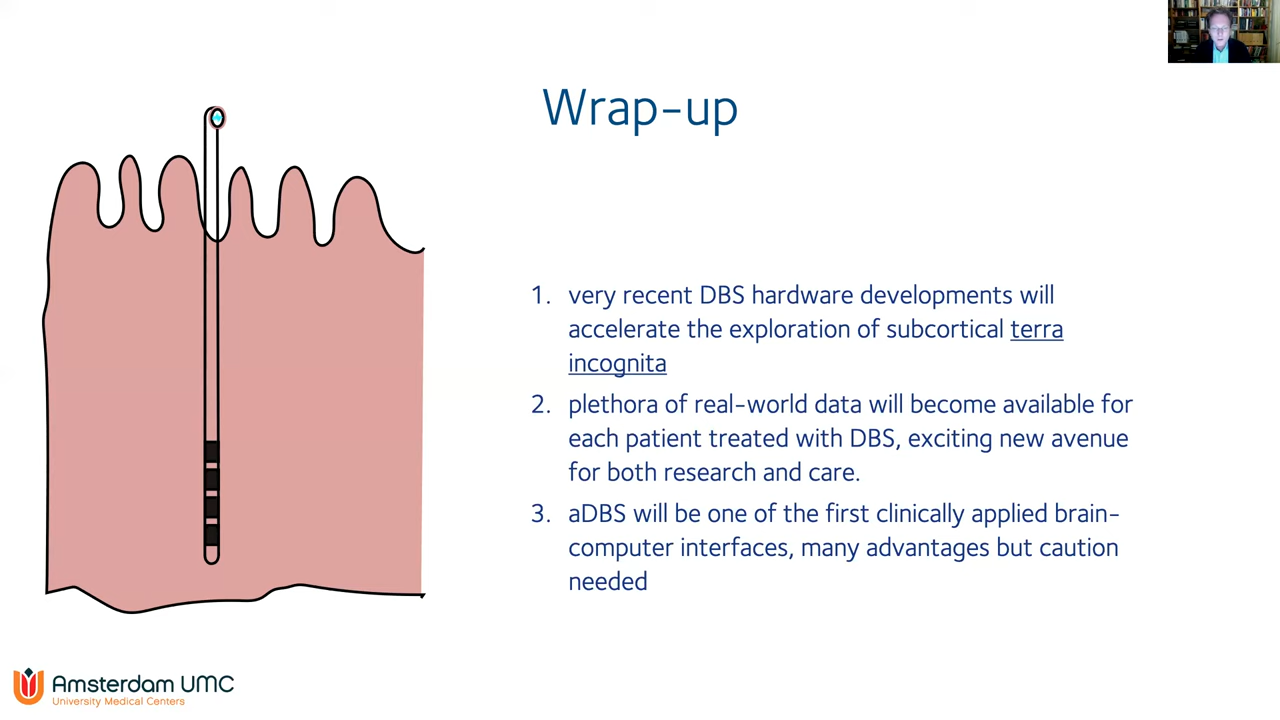 Wrap-up
1. very recent DBS hardware developments will
accelerate the exploration of subcortical terra
incognita
2. plethora of real-world data will become available for
each patient treated with DBS, exciting new avenue
for both research and care.
3. aDBS will be one of the first clinically applied brain-
computer interfaces, many advantages but caution
needed
Amsterdam UMC
University Medical Centers